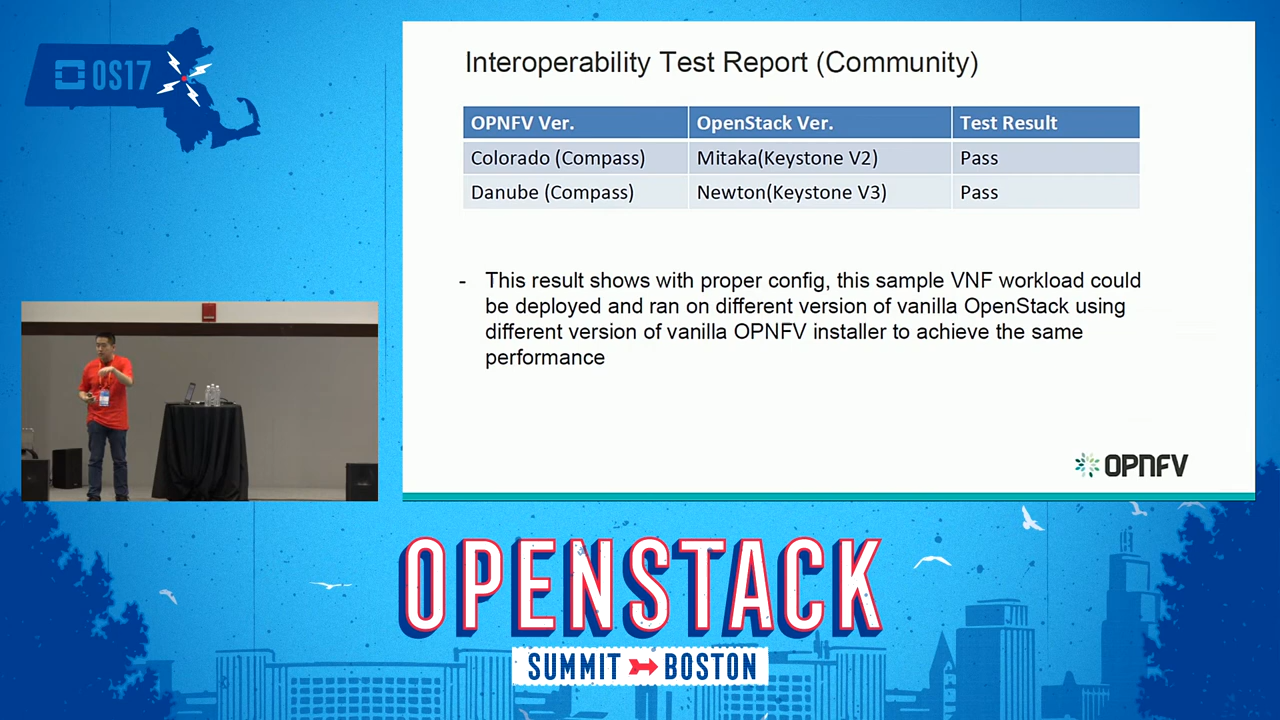 OS17
Interoperability Test Report (Community)
OPNFV Ver. OpenStack Ver. Test Result
Colorado (Compass) Mitaka(Keystone V2) Pass
Danube (Compass) Newton(Keystone V3) Pass
- This result shows with proper config, this sample VNF workload could
be deployed and ran on different version of vanilla OpenStack using
different version of vanilla OPNFV installer to achieve the same
performance
OPNFV
OPENSTACK
SUMMIT BOSTON